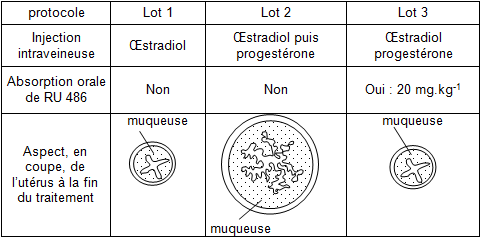 protocole Lot 1 Lot 2 Lot 3
Injection intraveineuse Œstradiol Œstradiol puis progestérone Œstradiol progestérone
Absorption orale de RU 486 Non Non Oui : 20 mg.kg-1
Aspect, en coupe, de l'utérus à la fin du traitement muqueuse muqueuse muqueuse